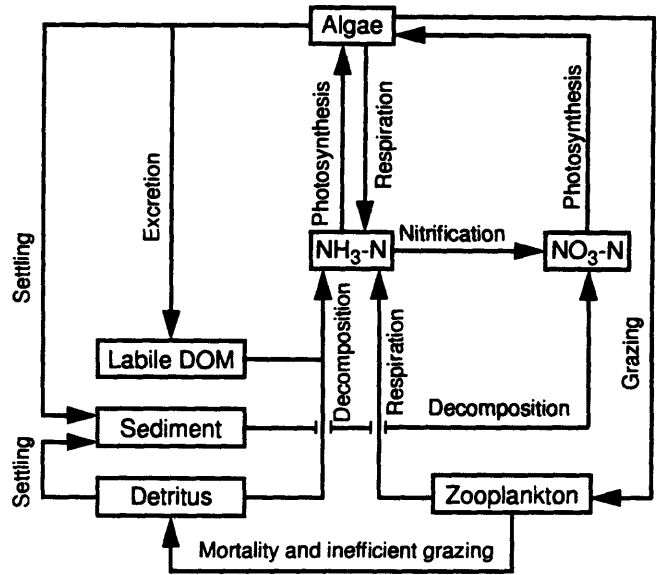 Algae
Photosynthesis
Respiration
Photosynthesis
Excretion
Settling
NH3-N
Nitrification
NO3-N
Grazing
Labile DOM
Decomposition
Respiration
Sediment
Decomposition
Settling
Detritus
Zooplankton
Mortality and inefficient grazing